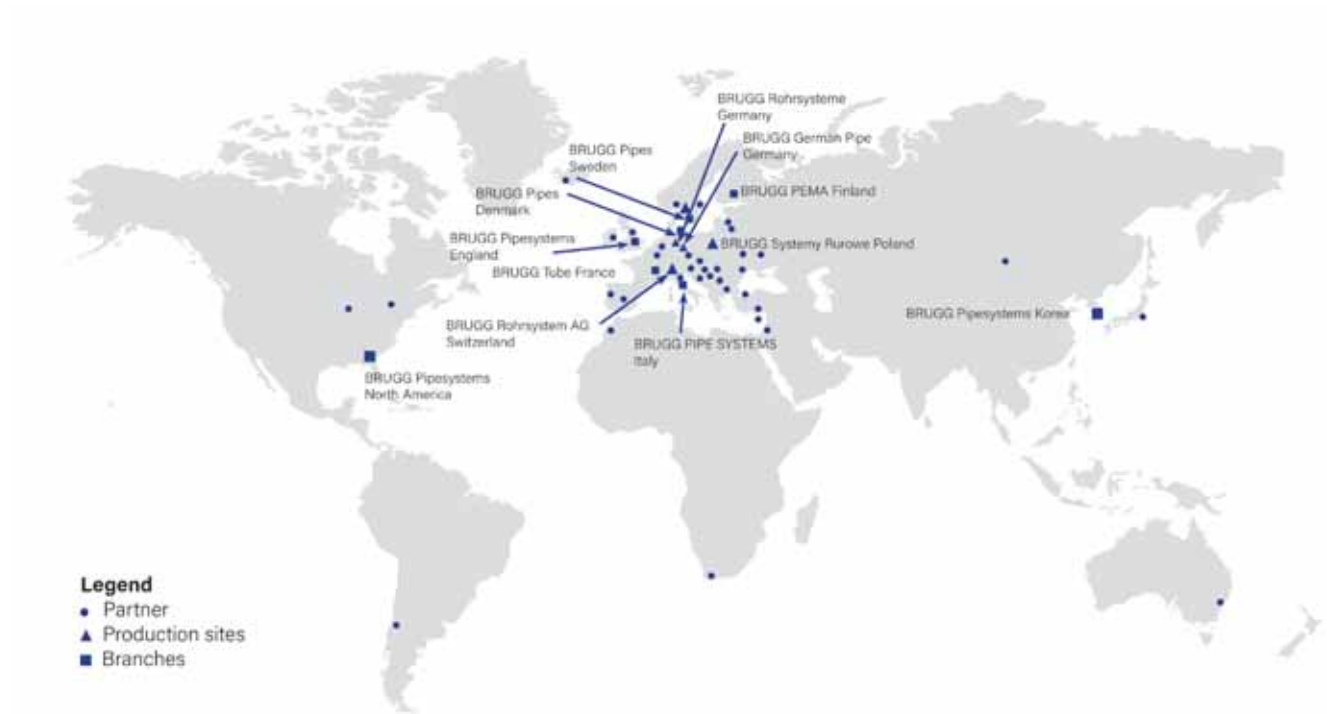 BRUGG Rohrsysteme
Germany
BRUGG German Pipe
Germany
BRUGG Pipes
Sweden
BRUGG Pipes
Denmark
BRUGG PEMA Finland
BRUGG Pipesystems
England
BRUGG Systemy Rurowe Poland
BRUGG Tube France
BRUGG Pipesystems Korea
BRUGG Rohrsystem AG
Switzerland
BRUGG PIPE SYSTEMS
Italy
BRUGG Pipesystems
North America
Legend
Partner
Production sites
Branches